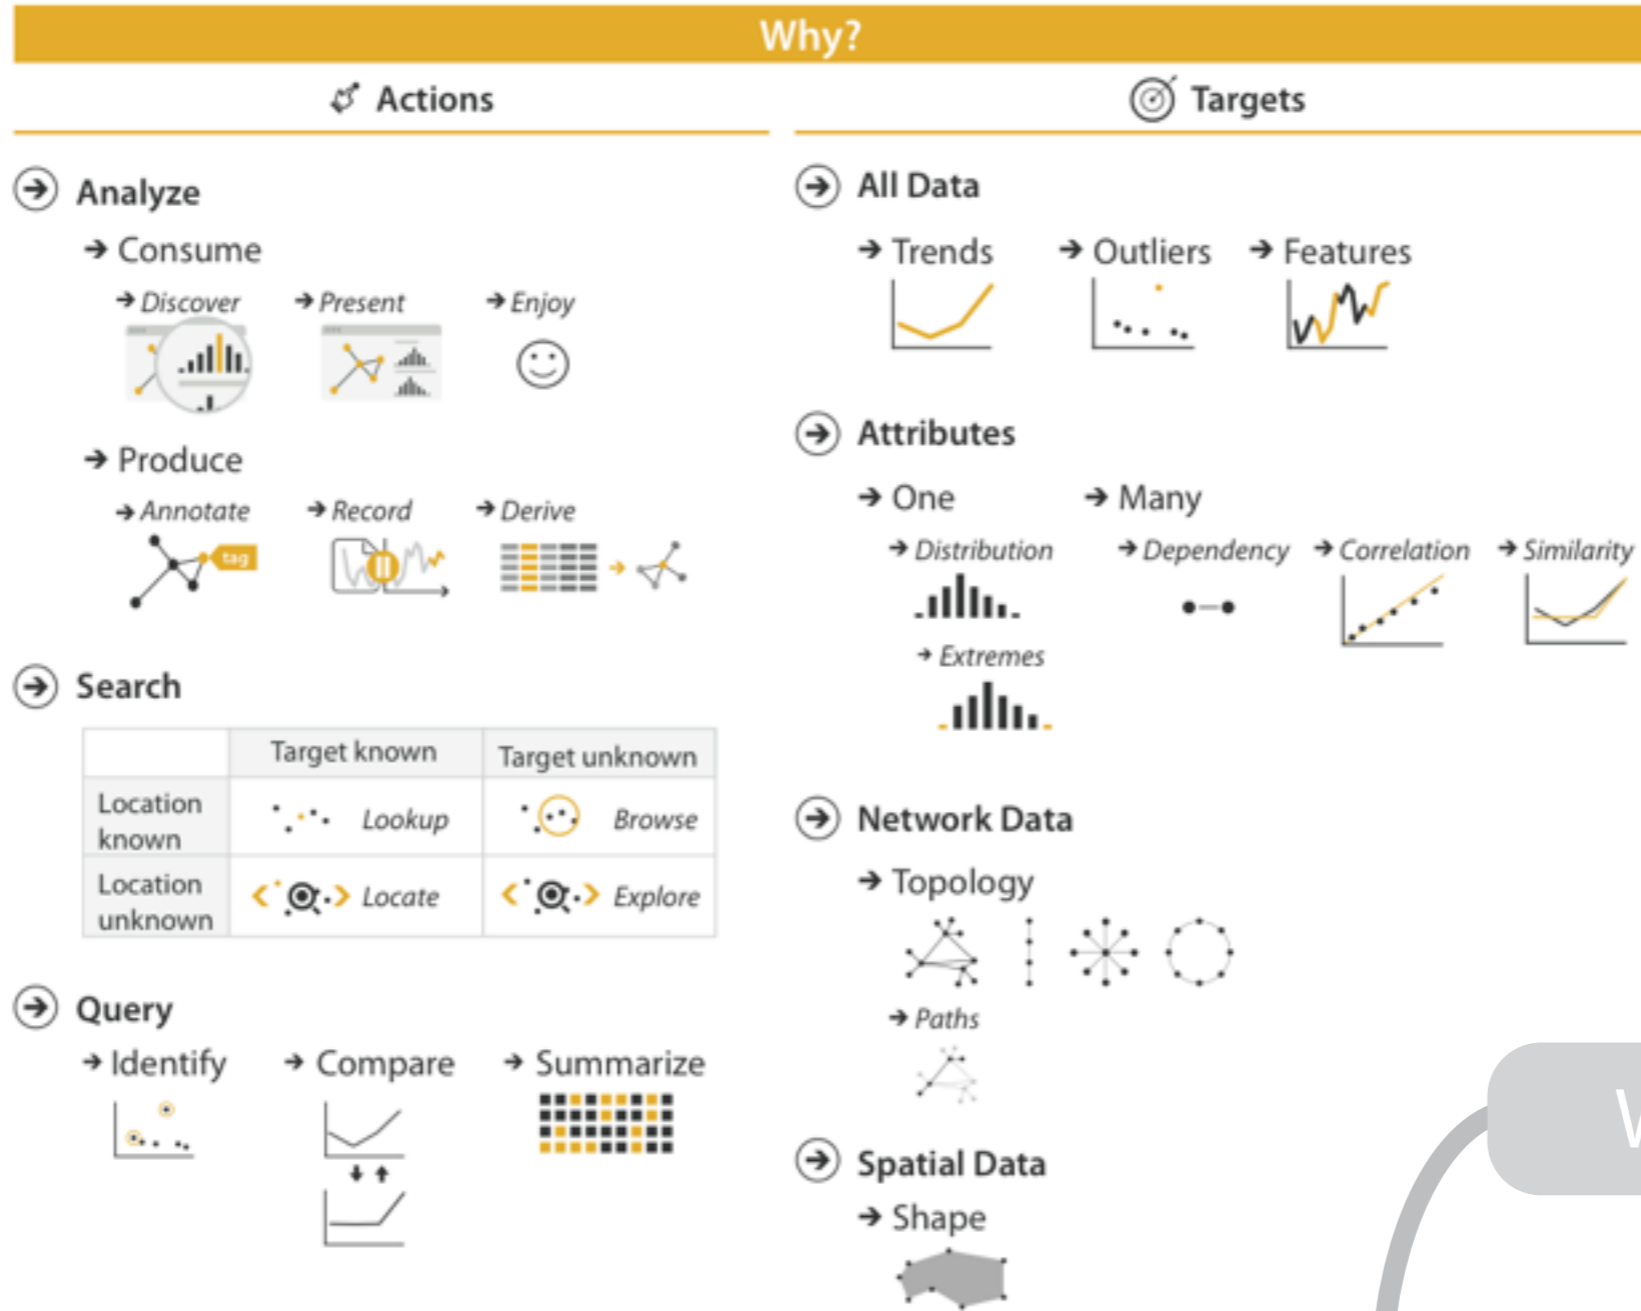 Why?
Actions
Analyze
Consume
Discover Present Enjoy
Produce
Annotate Record Derive
tag
Search
Target known Target unknown
Location known Lookup Browse
Location unknown Locate Explore
Query
Identify Compare Summarize
Targets
All Data
Trends Outliers Features
Attributes
One Many
Distribution Dependency Correlation Similarity
Extremes
Network Data
Topology
Paths
Spatial Data
Shape